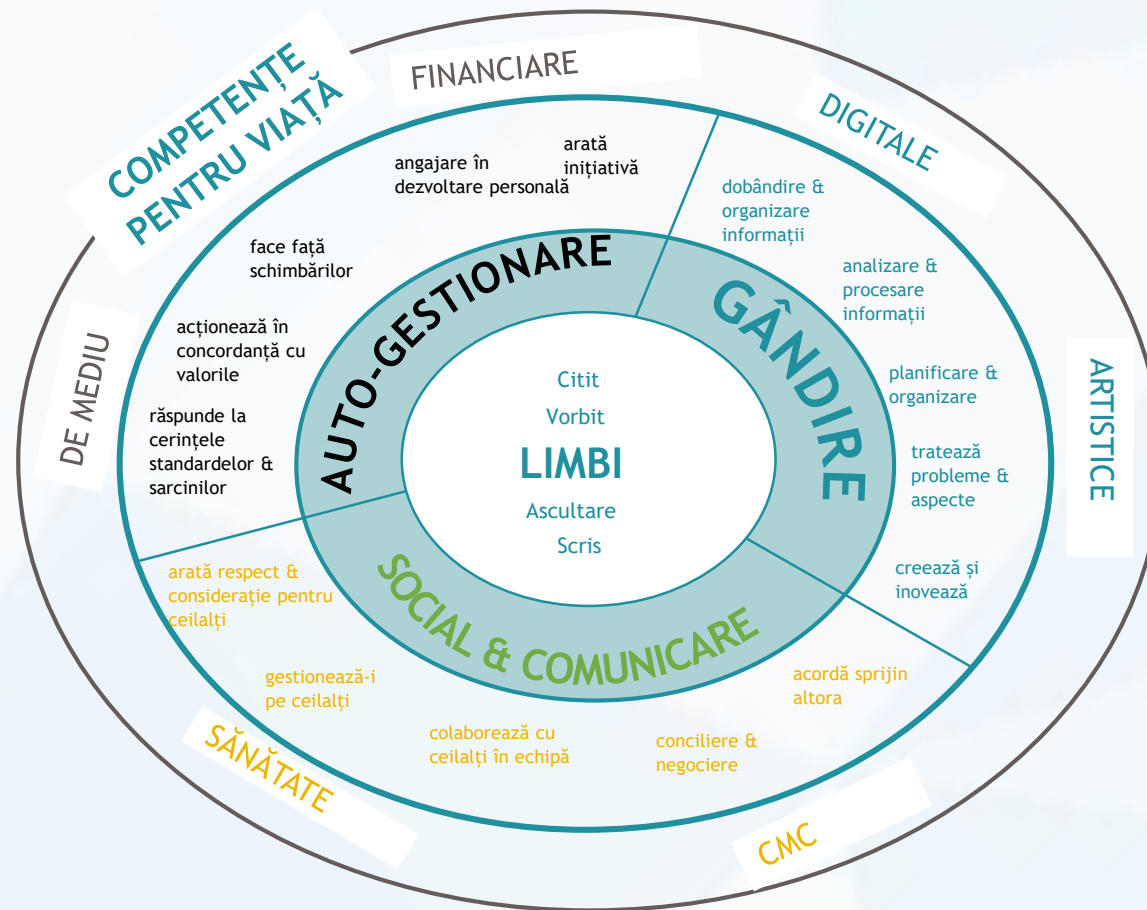 COMPETENȚE
PENTRU VIAȚĂ
FINANCIARE
DIGITALE
ARTISTICE
CMC
SĂNĂTATE
DE MEDIU
AUTO-GESTIONARE
arată
inițiativă
angajare în
dezvoltare personală
face față
schimbărilor
acționează în
concordanță cu
valorile
răspunde la
cerințele
standardelor &
sarcinilor
GÂNDIRE
dobândire &
organizare
informații
analizare &
procesare
informații
planificare &
organizare
tratează
probleme &
aspecte
creează și
inovează
SOCIAL & COMUNICARE
arată respect &
considerație pentru
ceilalți
gestionează-i
pe ceilalți
colaborează cu
ceilalți în echipă
conciliere &
negociere
acordă sprijin
altora
Citit
Vorbit
LIMBI
Ascultare
Scris